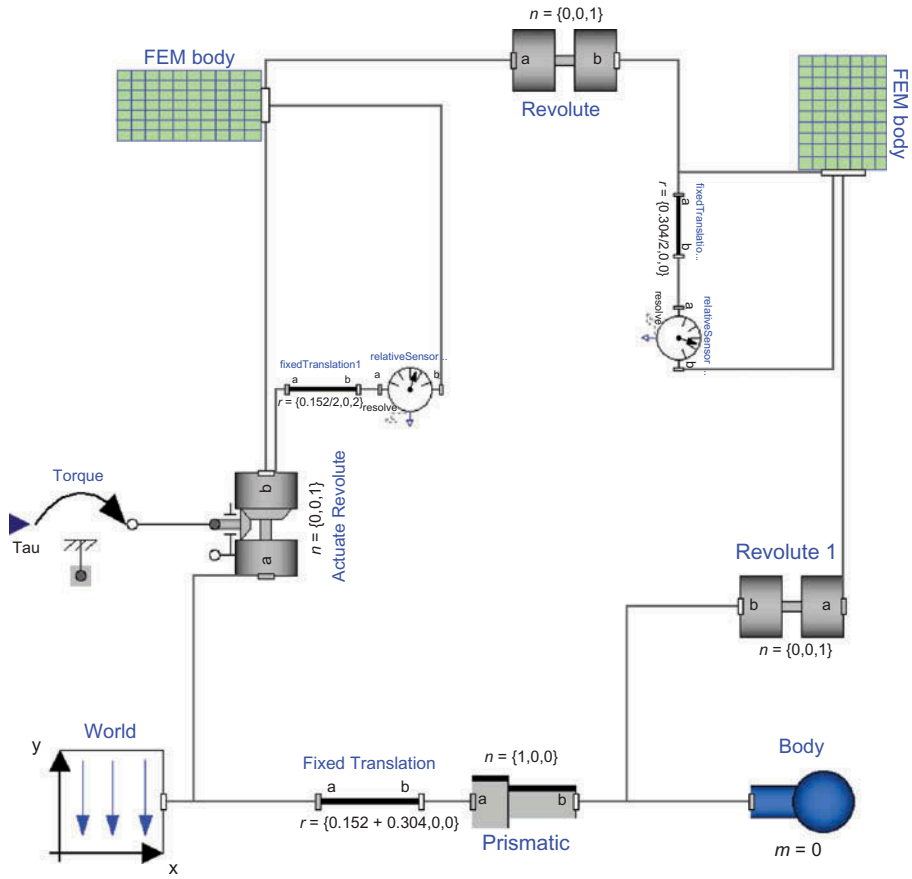 n = {0,0,1}
FEM body
a
b
Revolute
FEM body
r = {0.304/2,0,0}
a
b
fixedTranslatio...
resolve
a
b
relativeSensor ...
fixedTranslation1
a
b
r = {0.152/2,0,2}
relativeSensor ..
a
b
resolve ..
Torque
Tau
b
a
n = {0,0,1}
Actuate Revolute
Revolute 1
b
a
n = {0,0,1}
World
y
x
Fixed Translation
a
b
r = {0.152 + 0.304,0,0}
n = {1,0,0}
a
b
Prismatic
Body
m = 0